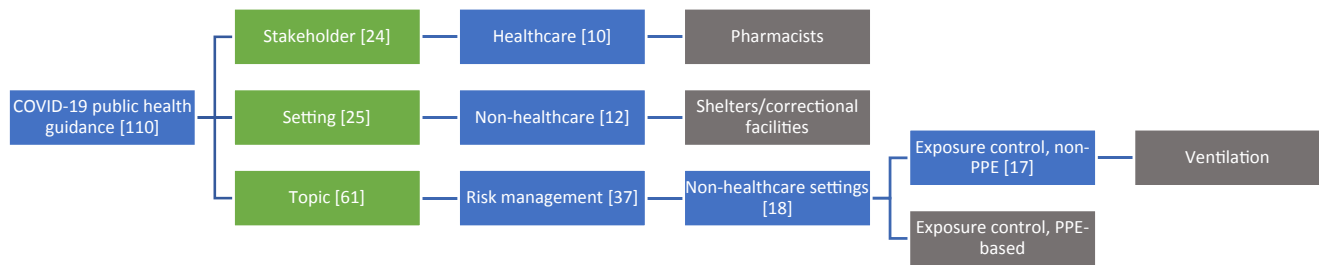 Stakeholder [24]
Healthcare [10]
Pharmacists
COVID-19 public health
guidance [110]
Setting [25]
Non-healthcare [12]
Shelters/correctional
facilities
Topic [61]
Risk management [37]
Non-healthcare settings
[18]
Exposure control, non-
PPE [17]
Ventilation
Exposure control, PPE-
based